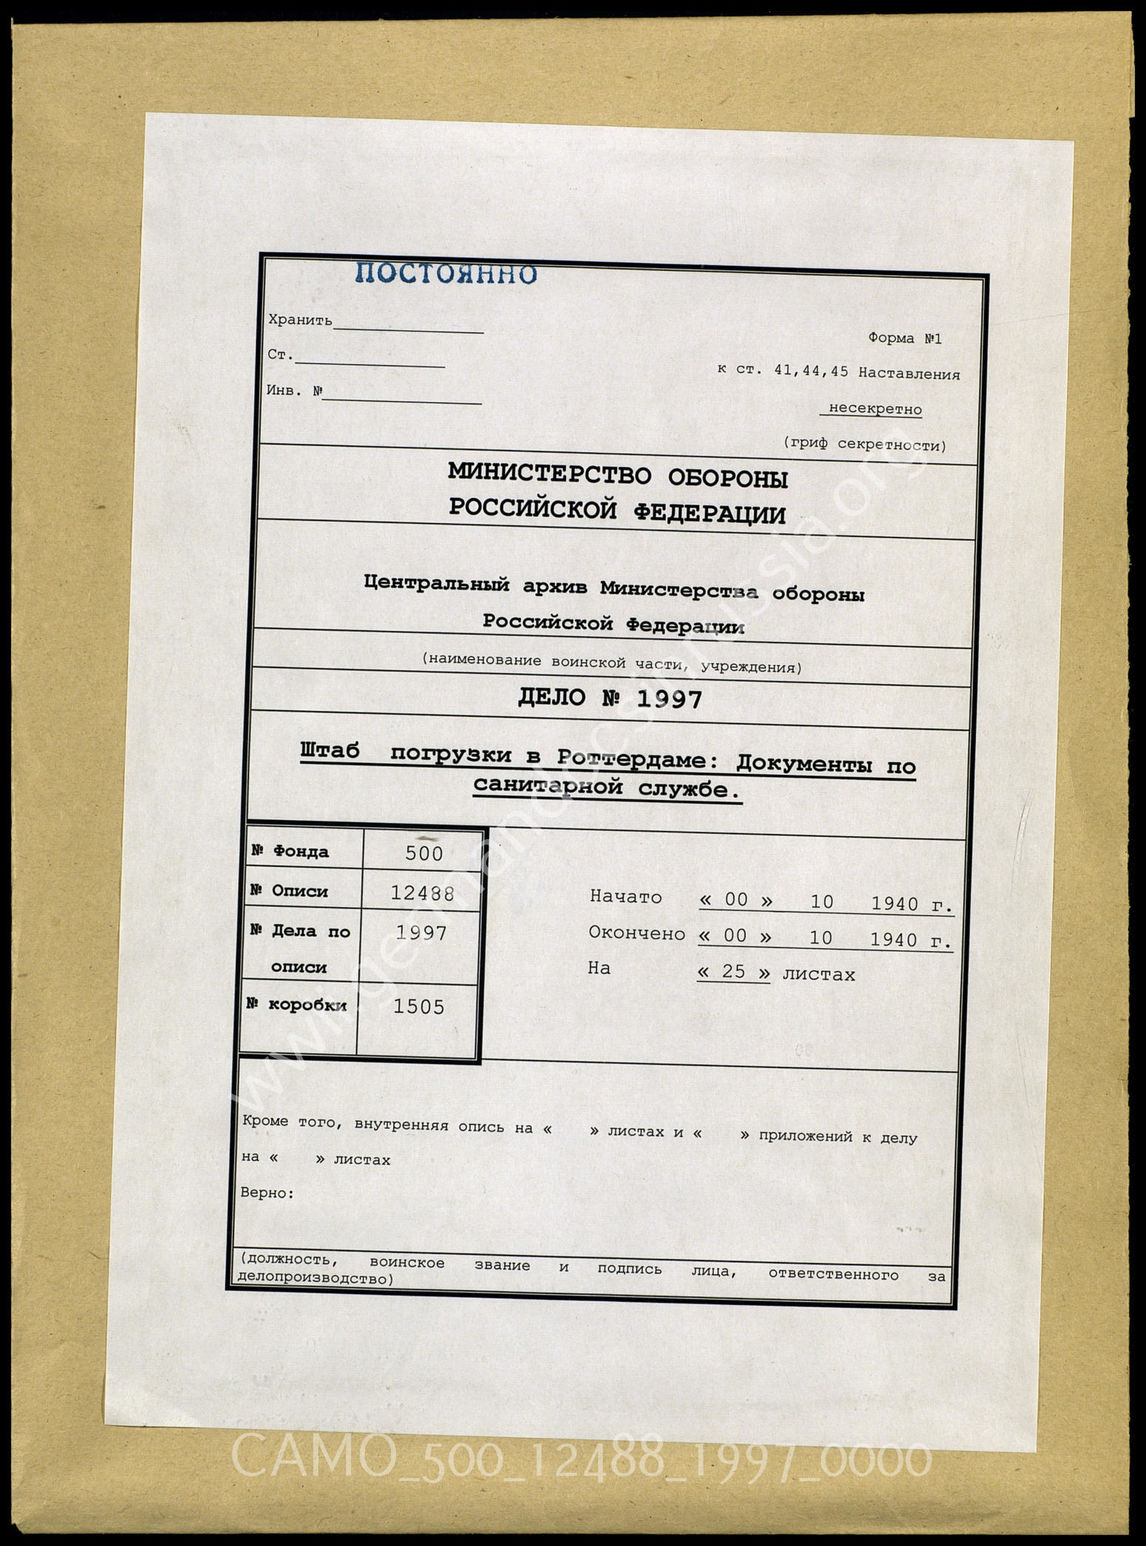 ПОСТОЯННО
Хранить
Форма №1
Ст.
к ст. 41,44,45 Наставления
Инв. №
несекретно
(гриф секретности)
МИНИСТЕРСТВО ОБОРОНЫ
РОССИЙСКОЙ ФЕДЕРАЦИИ
Центральный архив Министерства обороны
Российской Федерации
(наименование воинской части, учреждения)
ДЕЛО № 1997
Штаб погрузки в Роттердаме: Документы по
санитарной службе.
№ Фонда 500
№ Описи 12488
№ Дела по 1997
описи
№ коробки 1505
Начато « 00 » 10 1940 г.
Окончено « 00 » 10 1940 г.
На « 25 » листах
Кроме того, внутренняя опись на « » листах и « » приложений к делу
на « » листах
Верно:
(должность, воинское звание и подпись лица, ответственного за
делопроизводство)
www.germandocsinrussia.org
CAMO_500_12488_1997_0000